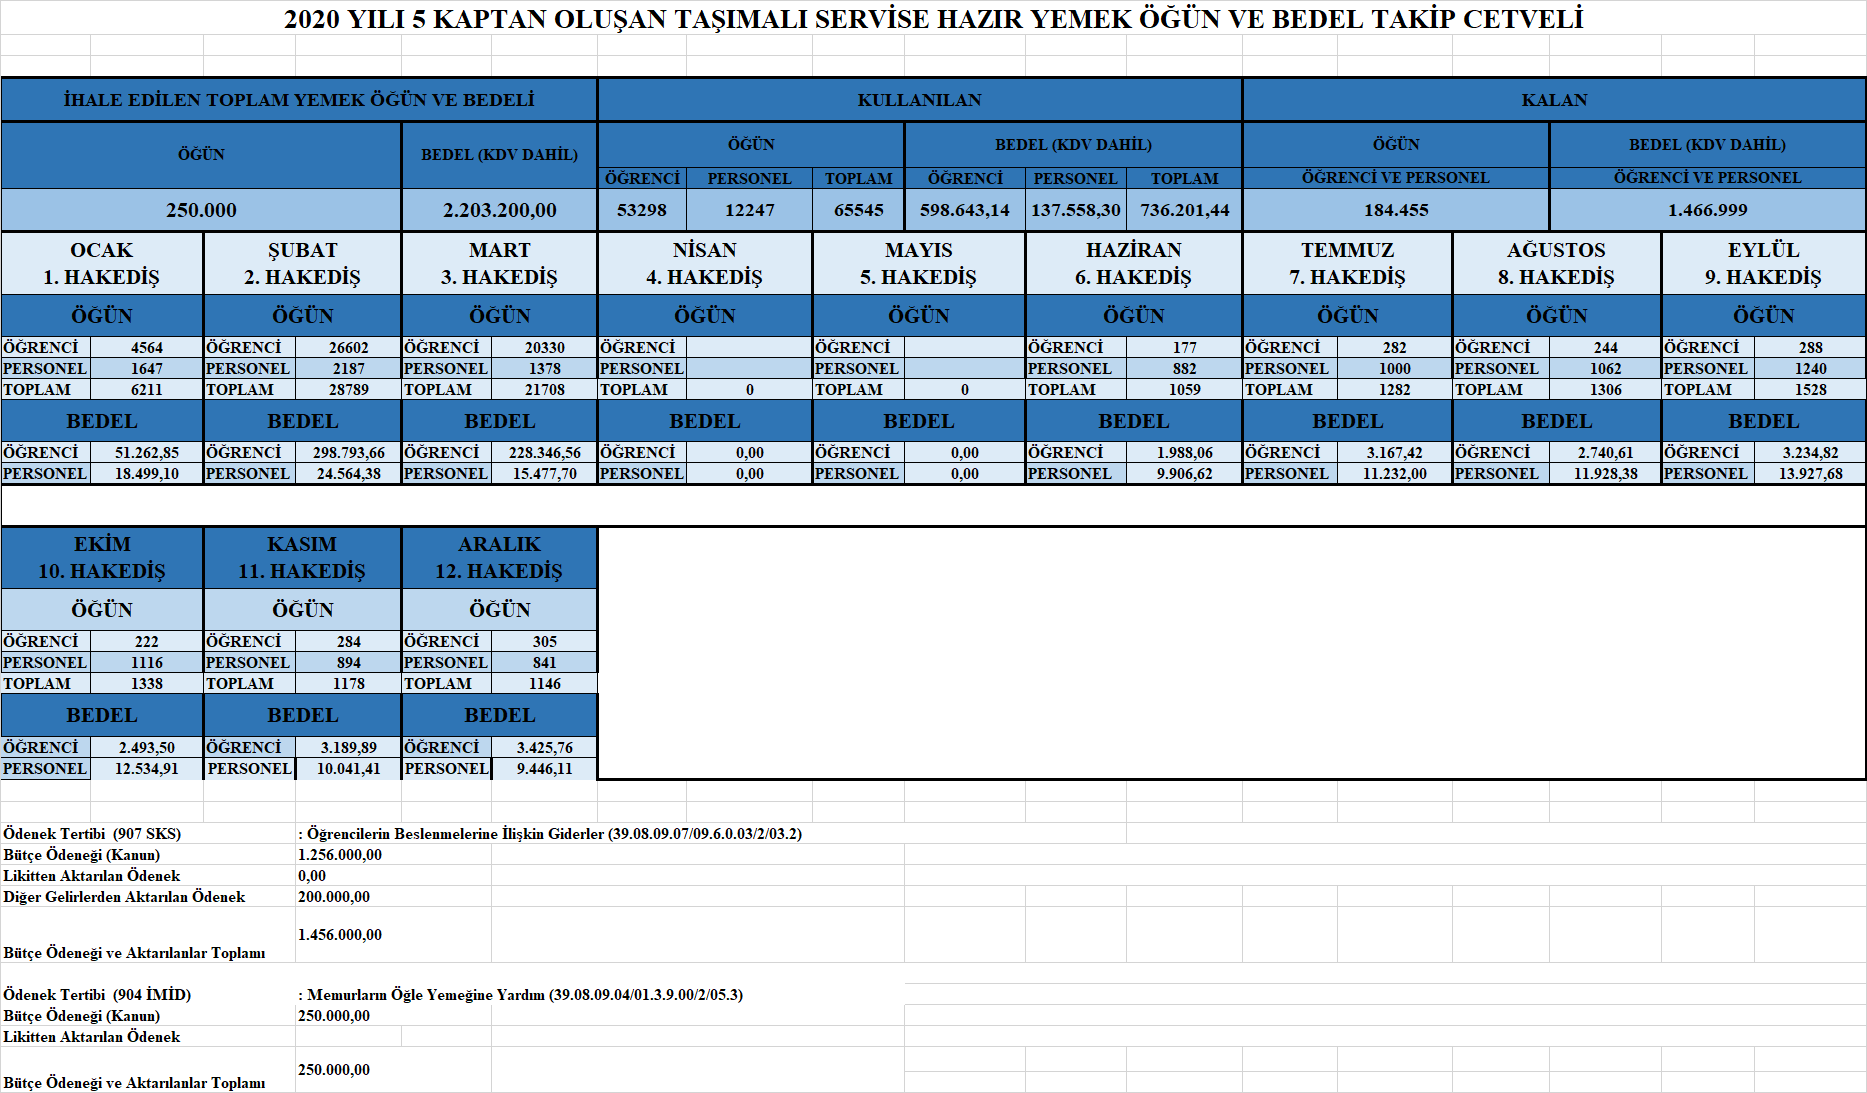 2020 YILI 5 KAPTAN OLUŞAN TAŞIMALI SERVİSE HAZIR YEMEK ÖĞÜN VE BEDEL TAKİP CETVELİ
İHALE EDİLEN TOPLAM YEMEK ÖĞÜN VE BEDELİ KULLANILAN KALAN
ÖĞÜN BEDEL (KDV DAHİL) ÖĞÜN BEDEL (KDV DAHİL) ÖĞÜN BEDEL (KDV DAHİL)
ÖĞRENCİ PERSONEL TOPLAM ÖĞRENCİ PERSONEL TOPLAM ÖĞRENCİ VE PERSONEL ÖĞRENCİ VE PERSONEL
250.000 2.203.200,00 53298 12247 65545 598.643,14 137.558,30 736.201,44 184.455 1.466.999
OCAK ŞUBAT MART NİSAN MAYIS HAZİRAN TEMMUZ AĞUSTOS EYLÜL
1. HAKEDİŞ 2. HAKEDİŞ 3. HAKEDİŞ 4. HAKEDİŞ 5. HAKEDİŞ 6. HAKEDİŞ 7. HAKEDİŞ 8. HAKEDİŞ 9. HAKEDİŞ
ÖĞÜN ÖĞÜN ÖĞÜN ÖĞÜN ÖĞÜN ÖĞÜN ÖĞÜN ÖĞÜN ÖĞÜN
ÖĞRENCİ 4564 ÖĞRENCİ 26602 ÖĞRENCİ 20330 ÖĞRENCİ ÖĞRENCİ ÖĞRENCİ 177 ÖĞRENCİ 282 ÖĞRENCİ 244 ÖĞRENCİ 288
PERSONEL 1647 PERSONEL 2187 PERSONEL 1378 PERSONEL PERSONEL PERSONEL 882 PERSONEL 1000 PERSONEL 1062 PERSONEL 1240
TOPLAM 6211 TOPLAM 28789 TOPLAM 21708 TOPLAM 0 TOPLAM 0 TOPLAM 1059 TOPLAM 1282 TOPLAM 1306 TOPLAM 1528
BEDEL BEDEL BEDEL BEDEL BEDEL BEDEL BEDEL BEDEL BEDEL
ÖĞRENCİ 51.262,85 ÖĞRENCİ 298.793,66 ÖĞRENCİ 228.346,56 ÖĞRENCİ 0,00 ÖĞRENCİ 0,00 ÖĞRENCİ 1.988,06 ÖĞRENCİ 3.167,42 ÖĞRENCİ 2.740,61 ÖĞRENCİ 3.234,82
PERSONEL 18.499,10 PERSONEL 24.564,38 PERSONEL 15.477,70 PERSONEL 0,00 PERSONEL 0,00 PERSONEL 9.906,62 PERSONEL 11.232,00 PERSONEL 11.928,38 PERSONEL 13.927,68
EKİM KASIM ARALIK
10. HAKEDİŞ 11. HAKEDİŞ 12. HAKEDİŞ
ÖĞÜN ÖĞÜN ÖĞÜN
ÖĞRENCİ 222 ÖĞRENCİ 284 ÖĞRENCİ 305
PERSONEL 1116 PERSONEL 894 PERSONEL 841
TOPLAM 1338 TOPLAM 1178 TOPLAM 1146
BEDEL BEDEL BEDEL
ÖĞRENCİ 2.493,50 ÖĞRENCİ 3.189,89 ÖĞRENCİ 3.425,76
PERSONEL 12.534,91 PERSONEL 10.041,41 PERSONEL 9.446,11
Ödenek Tertibi (907 SKS) : Öğrencilerin Beslenmelerine İlişkin Giderler (39.08.09.07/09.6.0.03/2/03.2)
Bütçe Ödeneği (Kanun) 1.256.000,00
Likitten Aktarılan Ödenek 0,00
Diğer Gelirlerden Aktarılan Ödenek 200.000,00
Bütçe Ödeneği ve Aktarılanlar Toplamı 1.456.000,00
Ödenek Tertibi (904 İMİD) : Memurların Öğle Yemeğine Yardım (39.08.09.04/01.3.9.00/2/05.3)
Bütçe Ödeneği (Kanun) 250.000,00
Likitten Aktarılan Ödenek
Bütçe Ödeneği ve Aktarılanlar Toplamı 250.000,00